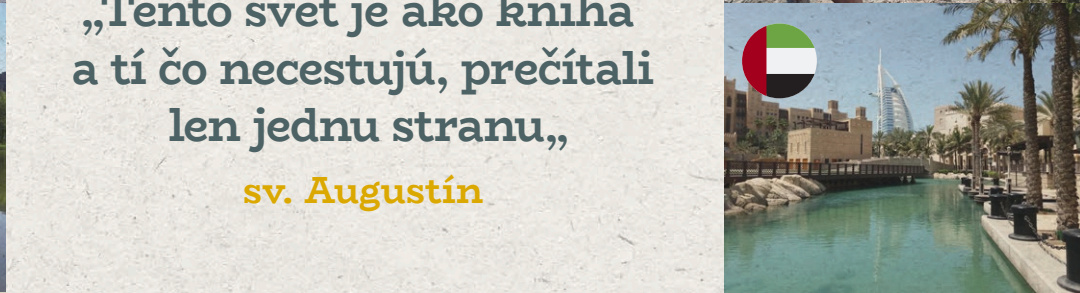 „Tento svet je ako kniha
a tí čo necestujú, prečítali
len jednu stranu„
sv. Augustín